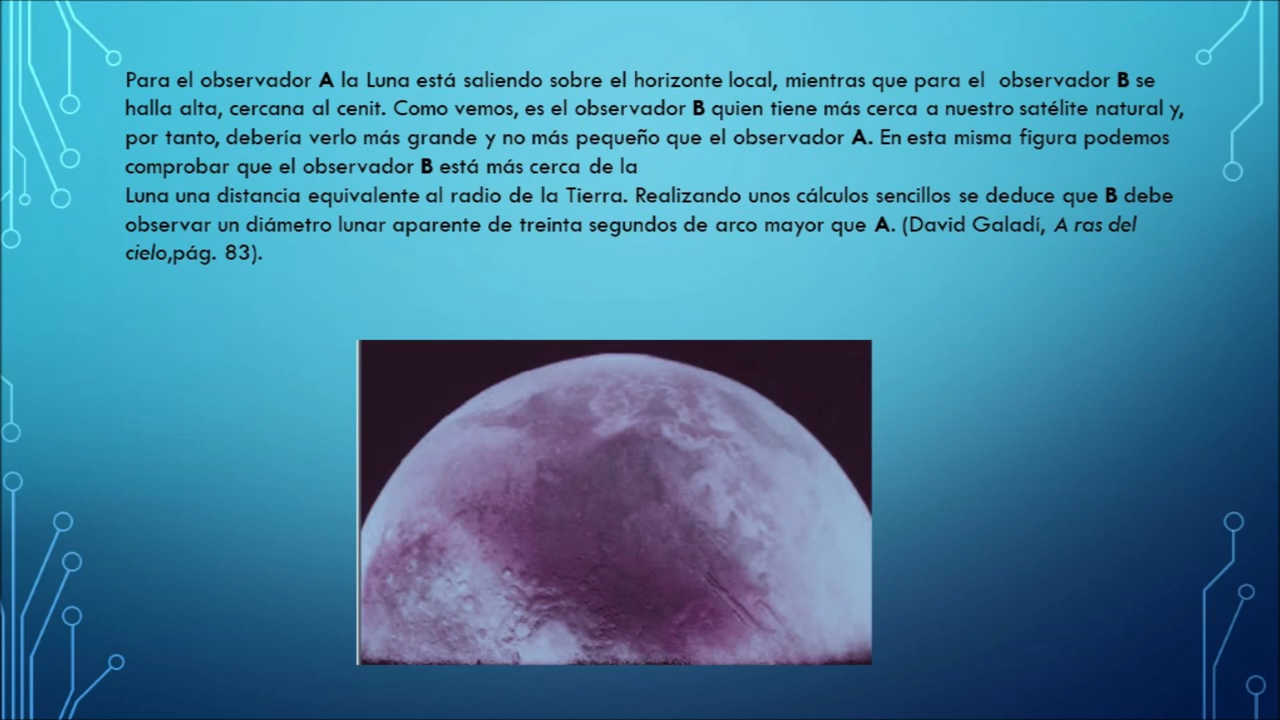 Para el observador A la Luna está saliendo sobre el horizonte local, mientras que para el observador B se
halla alta, cercana al cenit. Como vemos, es el observador B quien tiene más cerca a nuestro satélite natural y,
por tanto, debería verlo más grande y no más pequeño que el observador A. En esta misma figura podemos
comprobar que el observador B está más cerca de la
Luna una distancia equivalente al radio de la Tierra. Realizando unos cálculos sencillos se deduce que B debe
observar un diámetro lunar aparente de treinta segundos de arco mayor que A. (David Galadí, A ras del
cielo,pág. 83).